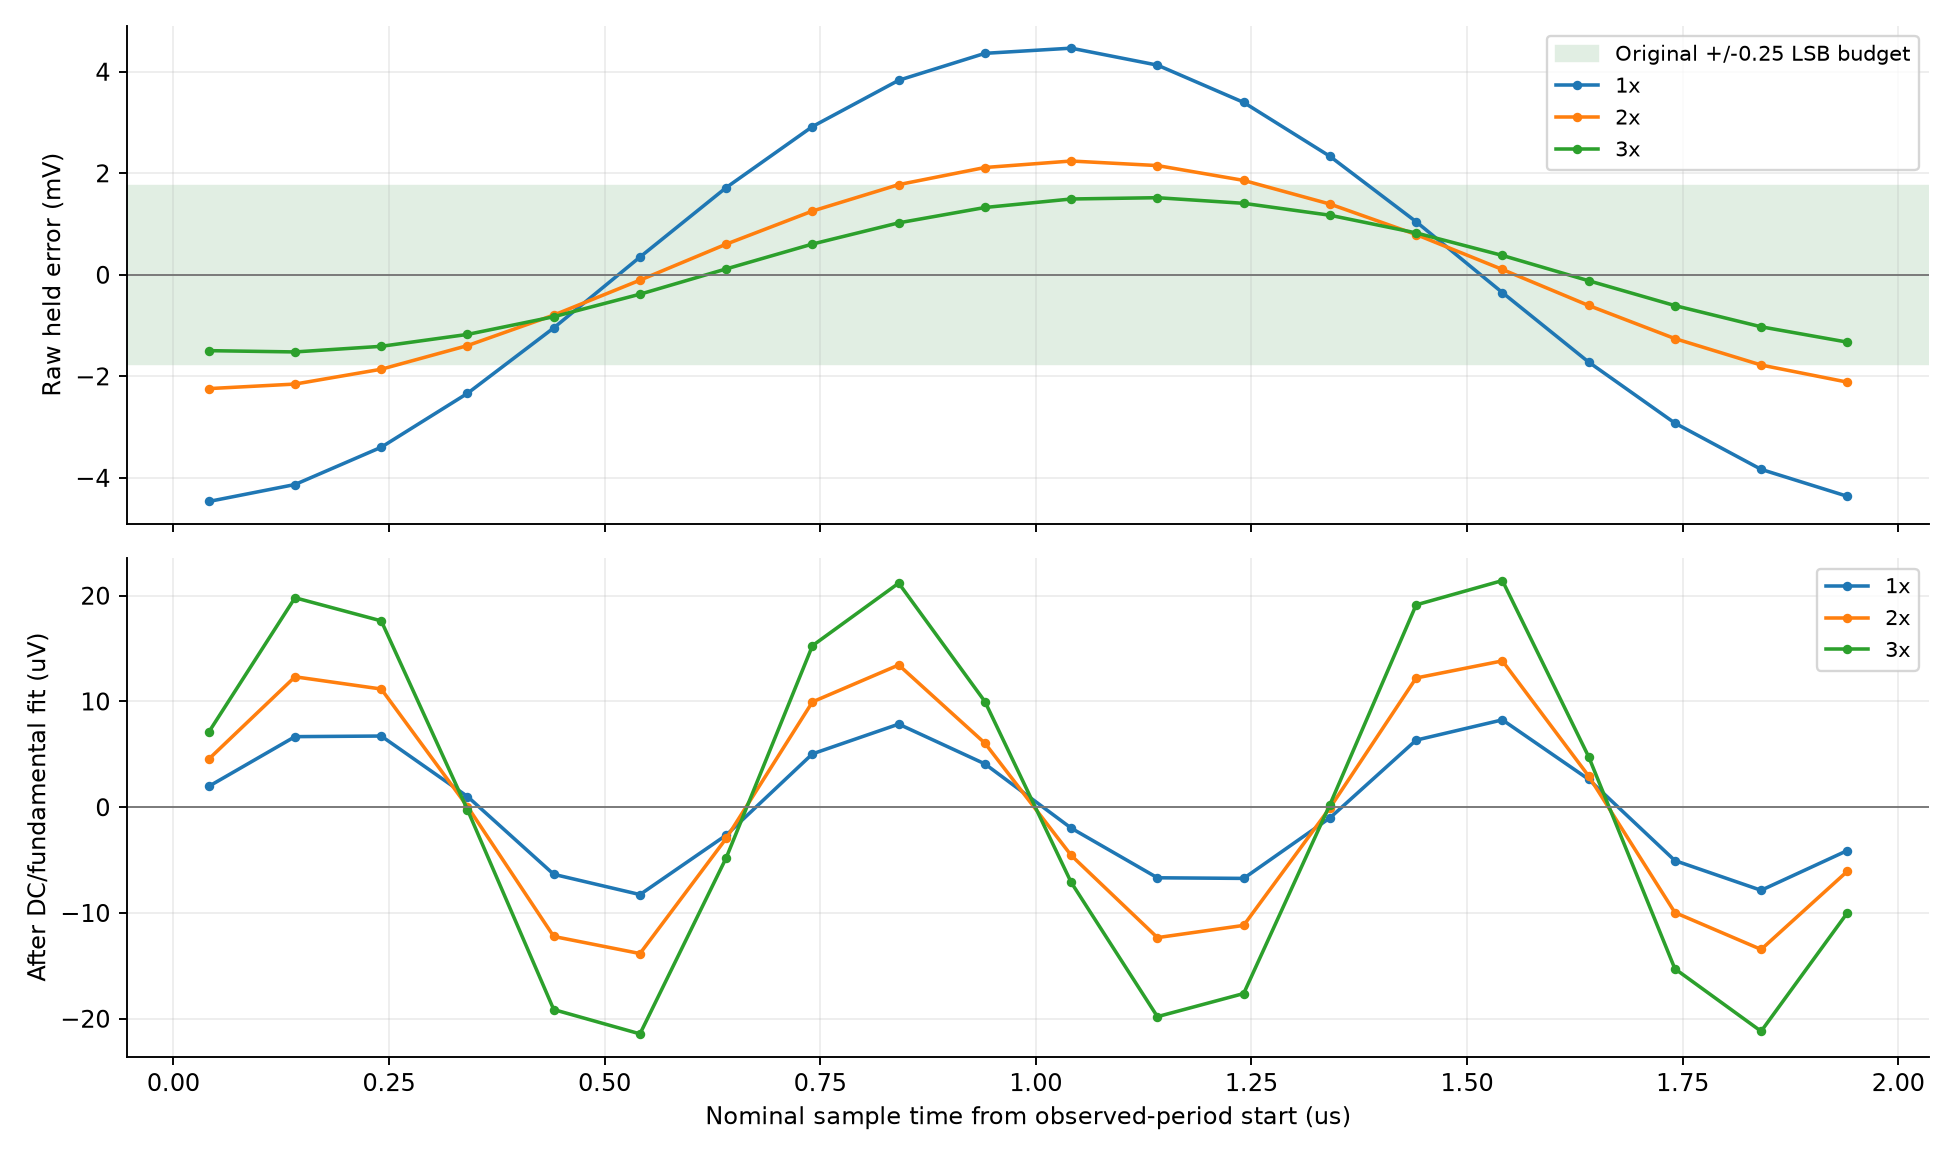 Original +/-0.25 LSB budget
1x
2x
3x
4
2
0
−2
−4
Raw held error (mV)
1x
2x
3x
20
10
0
−10
−20
After DC/fundamental fit (uV)
0.00 0.25 0.50 0.75 1.00 1.25 1.50 1.75 2.00
Nominal sample time from observed-period start (us)